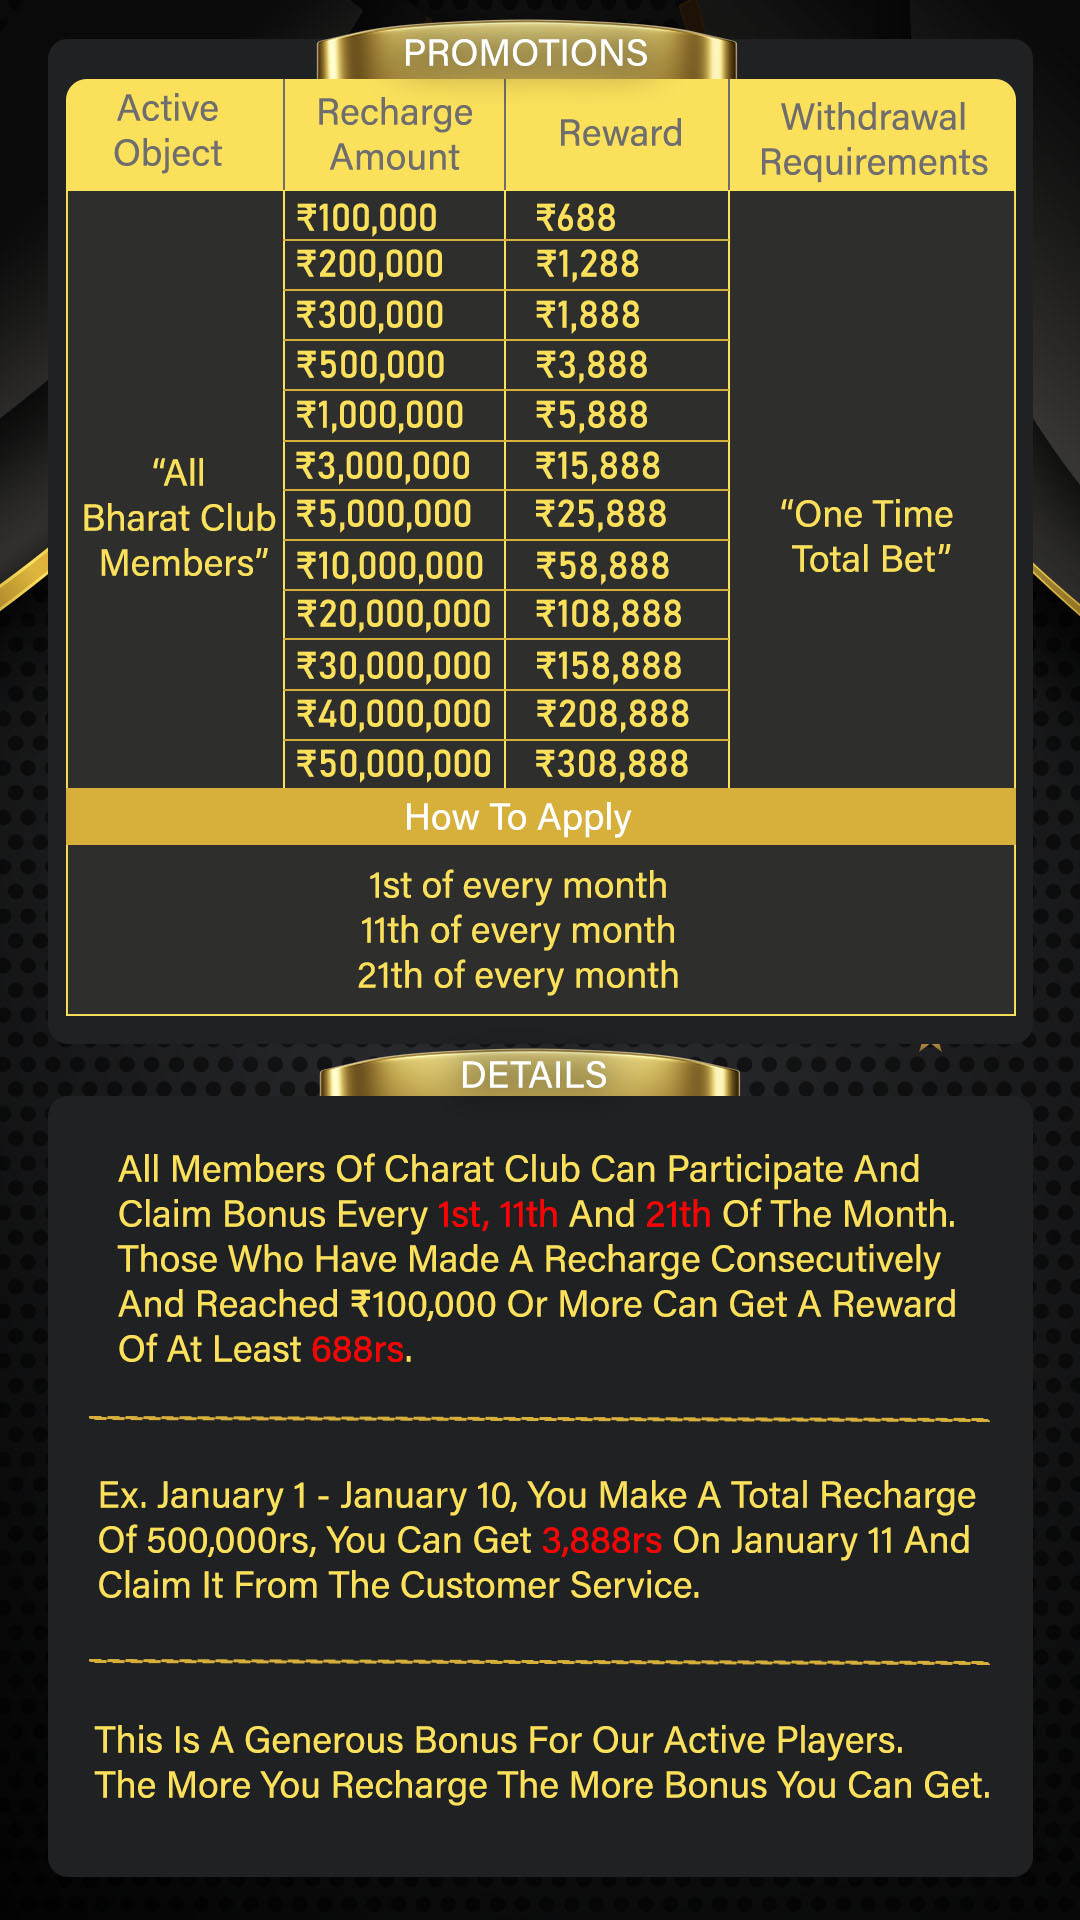 PROMOTIONS
Active Object
Recharge Amount
Reward
Withdrawal Requirements
₹100,000 ₹688
₹200,000 ₹1,288
₹300,000 ₹1,888
₹500,000 ₹3,888
₹1,000,000 ₹5,888
₹3,000,000 ₹15,888
₹5,000,000 ₹25,888
₹10,000,000 ₹58,888
₹20,000,000 ₹108,888
₹30,000,000 ₹158,888
₹40,000,000 ₹208,888
₹50,000,000 ₹308,888
“All
Bharat Club
Members”
“One Time
Total Bet”
How To Apply
1st of every month
11th of every month
21th of every month
DETAILS
All Members Of Charat Club Can Participate And
Claim Bonus Every 1st, 11th And 21th Of The Month.
Those Who Have Made A Recharge Consecutively
And Reached ₹100,000 Or More Can Get A Reward
Of At Least 688rs.
Ex. January 1 - January 10, You Make A Total Recharge
Of 500,000rs, You Can Get 3,888rs On January 11 And
Claim It From The Customer Service.
This Is A Generous Bonus For Our Active Players.
The More You Recharge The More Bonus You Can Get.